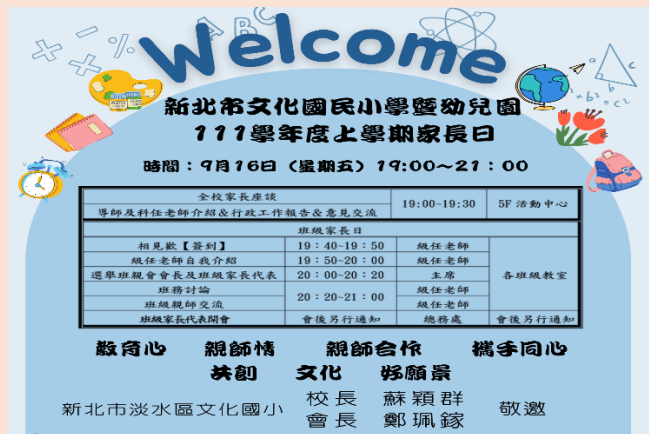 Welcome
新北市文化國民小學暨幼兒園
111學年度上學期家長日
時間：9月16日（星期五）19:00~21：00
全校家長座談
導師及科任老師介紹&行政工作報告&意見交流 19:00~19:30 5F 活動中心
班級家長日
相見歡【簽到】 19：40~19：50 級任老師
級任老師自我介紹 19：50~20：00 級任老師
選舉班親會會長及班級家長代表 20：00~20：20 主席 各班級教室
班務討論 20：20~21：00 級任老師
班級親師交流 級任老師
班級家長代表開會 會後另行通知 總務處 會後另行通知
教育心 親師情 親師合作 攜手同心
共創 文化 好願景
新北市淡水區文化國小 校長 蘇穎群 敬邀
會長 鄭珮鎵